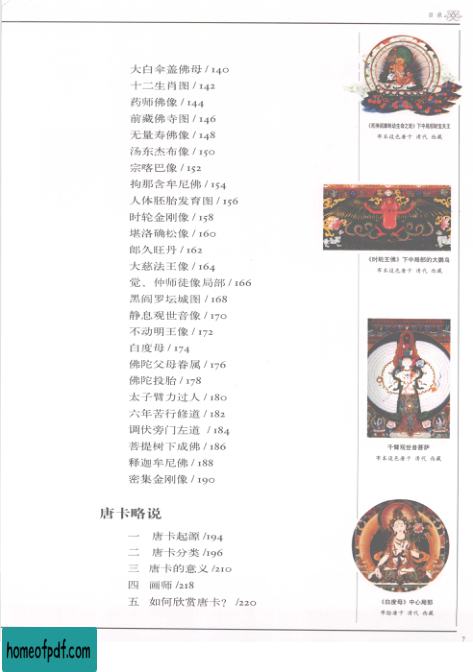 目录
大白伞盖佛母 / 140
十二生肖图 / 142
药师佛像 / 144
前藏佛寺图 / 146
无量寿佛像 / 148
汤东杰布像 / 150
宗喀巴像 / 152
拘那含牟尼佛 / 154
人体胚胎发育图 / 156
时轮金刚像 / 158
堪洛确松像 / 160
郎久旺丹 / 162
大慈法王像 / 164
觉、仲师徒像局部 / 166
黑阎罗坛城图 / 168
静息观世音像 / 170
不动明王像 / 172
白度母 / 174
佛陀父母眷属 / 176
佛陀投胎 / 178
太子臂力过人 / 180
六年苦行修道 / 182
调伏旁门左道 / 184
菩提树下成佛 / 186
释迦牟尼佛 / 188
密集金刚像 / 190
唐卡略说
一 唐卡起源 /194
二 唐卡分类 /196
三 唐卡的意义 /210
四 画师 /218
五 如何欣赏唐卡？ /220
下中局部财宝天王
布本设色唐卡 清代 西藏
《时轮王佛》下中局部的大鹏鸟
布本设色唐卡 清代 西藏
千臂观世音菩萨
布本设色唐卡 清代 西藏
《白度母》中心局部
唐卡 清代 西藏
7
homeofpdf.com